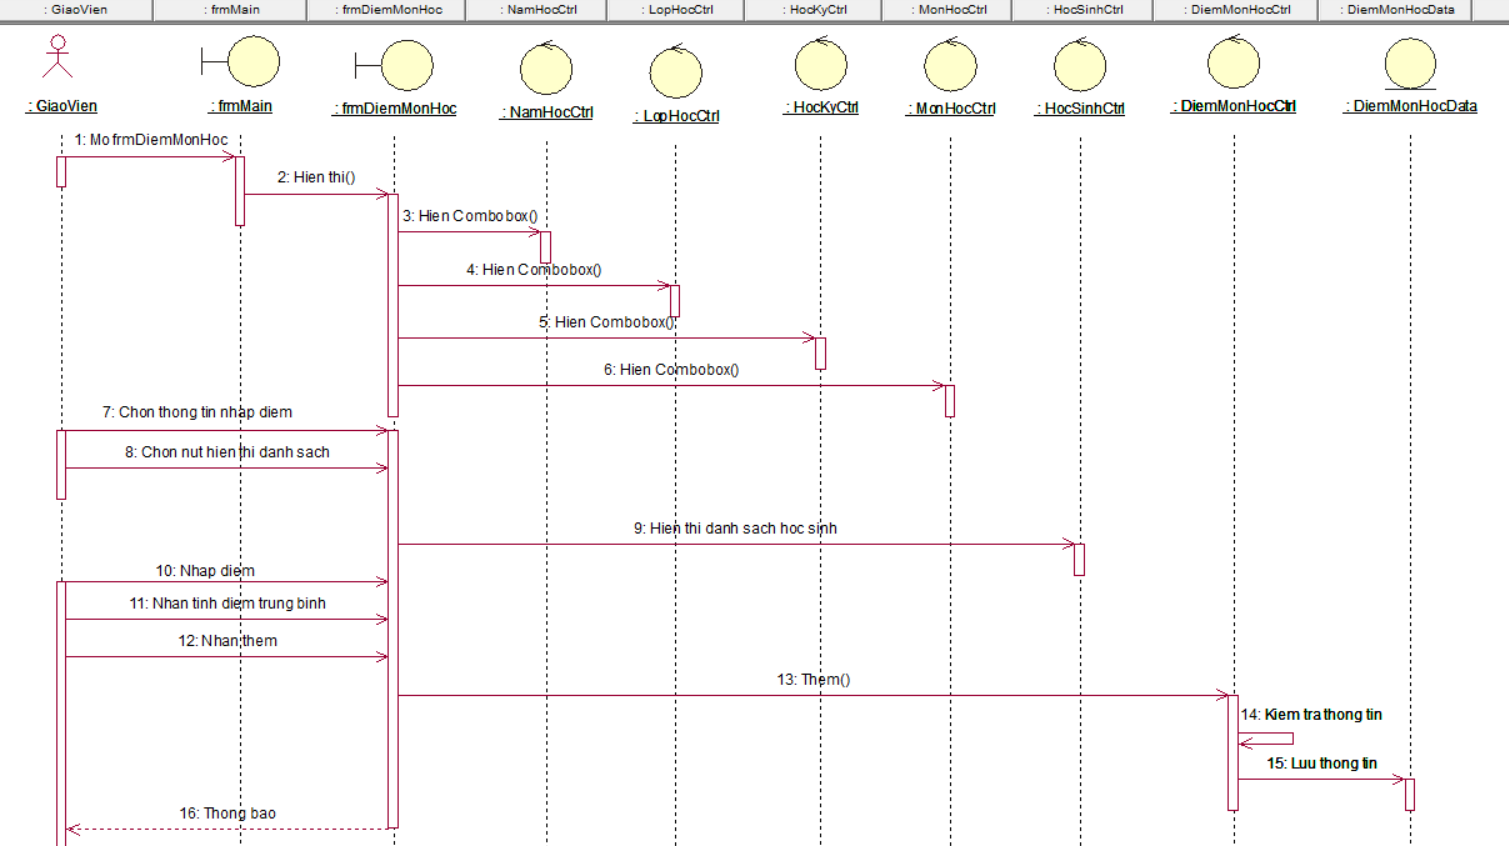 : GiaoVien
: frmMain
: frmDiemMonHoc
: NamHocCtrl
: LopHocCtrl
: HocKyCtrl
: MonHocCtrl
: HocSinhCtrl
: DiemMonHocCtrl
: DiemMonHocData
: GiaoVien
: frmMain
: frmDiemMonHoc
: NamHocCtrl
: LopHocCtrl
: HocKyCtrl
: MonHocCtrl
: HocSinhCtrl
: DiemMonHocCtrl
: DiemMonHocData
1: Mo frmDiemMonHoc
2: Hien thi()
3: Hien Combobox()
4: Hien Combobox()
5: Hien Combobox()
6: Hien Combobox()
7: Chon thong tin nhap diem
8: Chon nut hien thi danh sach
9: Hien thi danh sach hoc sinh
10: Nhap diem
11: Nhan tinh diem trung binh
12: Nhan them
13: Them()
14: Kiem tra thong tin
15: Luu thong tin
16: Thong bao